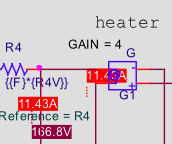 heater
GAIN = 4
R4
G
11.43A
{{F}*{R4V}}
G1
11.43A
Reference = R4
166.8V